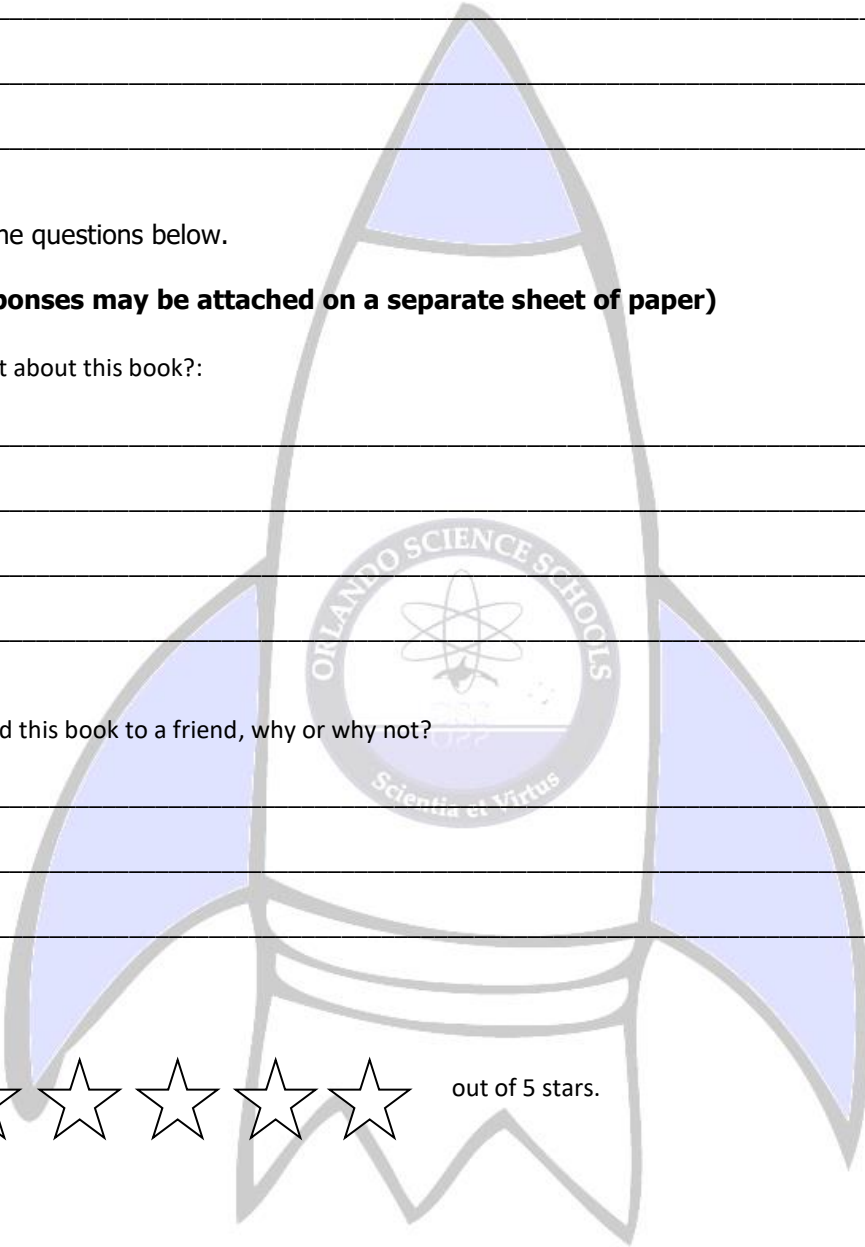 he questions below.
ponses may be attached on a separate sheet of paper)
t about this book?:
ORLANDO SCIENCE SCHOOLS
d this book to a friend, why or why not?
Scientia et Virtus
out of 5 stars.